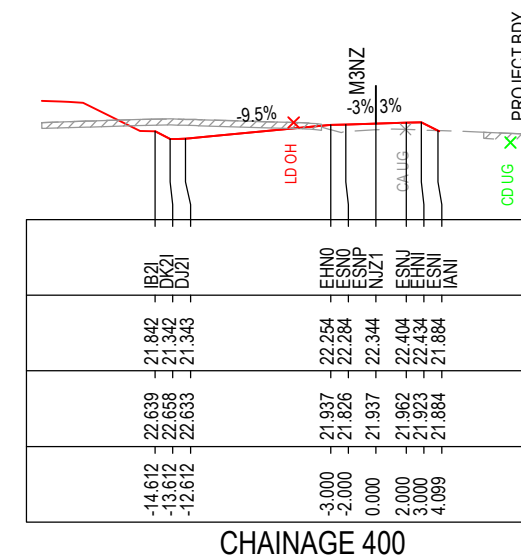 PROJECT BDY
M3NZ
-9.5%
-3%
3%
LD OH
CA UG
CD UG
IB2I DK2I DJ2I EHN0 ESN0 ESNP NJZ1 ESNJ EHNI ESNI IANI
21.842 21.342 21.343 22.254 22.284 22.344 22.404 22.434 21.884
22.639 22.658 22.633 21.937 21.826 21.937 21.962 21.923 21.884
-14.612 -13.612 -12.612 -3.000 -2.000 0.000 2.000 3.000 4.099
CHAINAGE 400